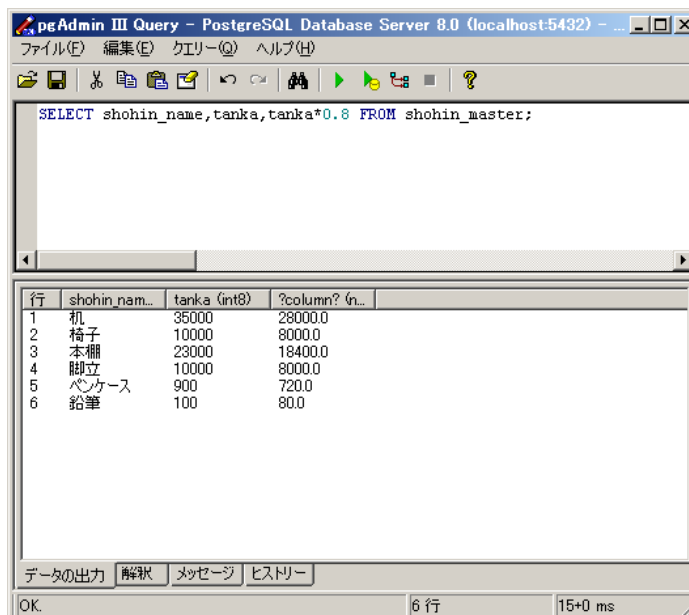 pgAdmin III Query - PostgreSQL Database Server 8.0 (localhost:5432) - ...
ファイル(F) 編集(E) クエリー(Q) ヘルプ(H)
SELECT shohin_name,tanka,tanka*0.8 FROM shohin_master;
行 shohin_nam... tanka (int8) ?column? (n...
1 机 35000 28000.0
2 椅子 10000 8000.0
3 本棚 23000 18400.0
4 脚立 10000 8000.0
5 ペンケース 900 720.0
6 鉛筆 100 80.0
データの出力 解釈 メッセージ ヒストリー
OK. 6 行 15+0 ms